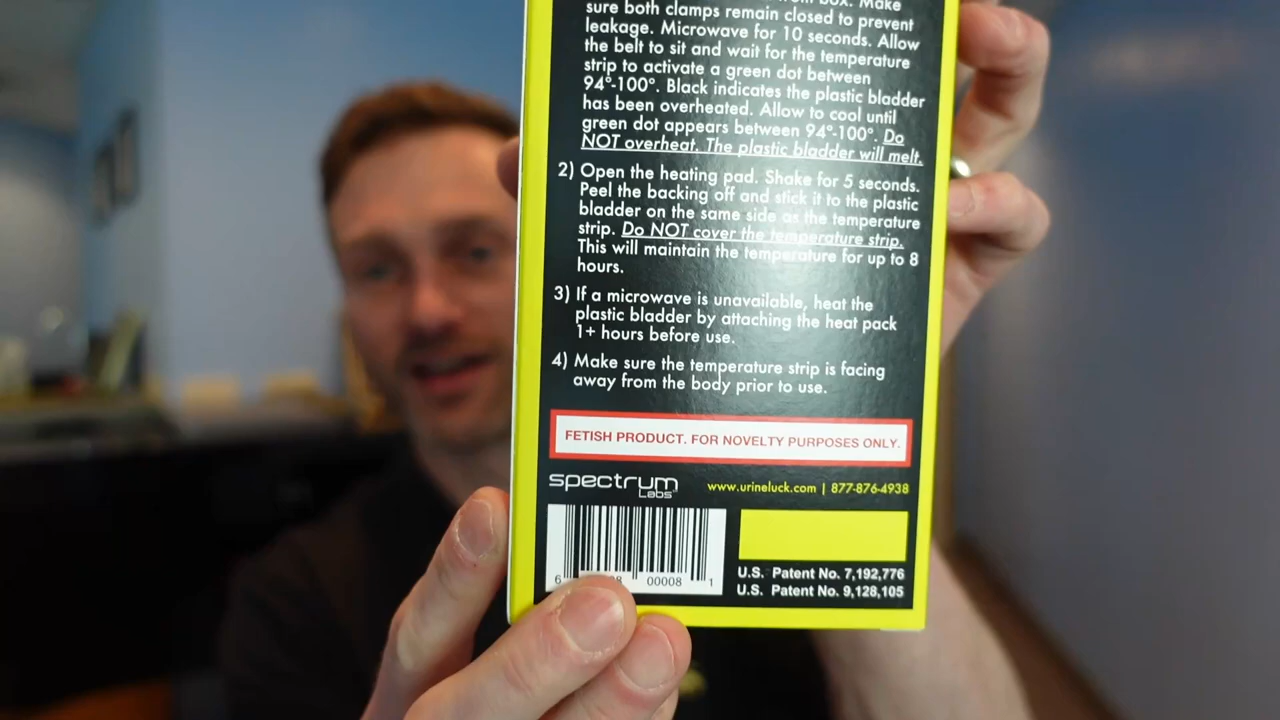 box. Make
sure both clamps remain closed to prevent
leakage. Microwave for 10 seconds. Allow
the belt to sit and wait for the temperature
strip to activate a green dot between
94°-100°. Black indicates the plastic bladder
has been overheated. Allow to cool until
green dot appears between 94°-100°. Do
NOT overheat. The plastic bladder will melt.
2) Open the heating pad. Shake for 5 seconds.
Peel the backing off and stick it to the plastic
bladder on the same side as the temperature
strip. Do NOT cover the temperature strip.
This will maintain the temperature for up to 8
hours.
3) If a microwave is unavailable, heat the
plastic bladder by attaching the heat pack
1+ hours before use.
4) Make sure the temperature strip is facing
away from the body prior to use.
FETISH PRODUCT. FOR NOVELTY PURPOSES ONLY.
spectrum
Labs
www.urineluck.com | 877-876-4938
6 8 00008 1
U.S. Patent No. 7,192,776
U.S. Patent No. 9,128,105